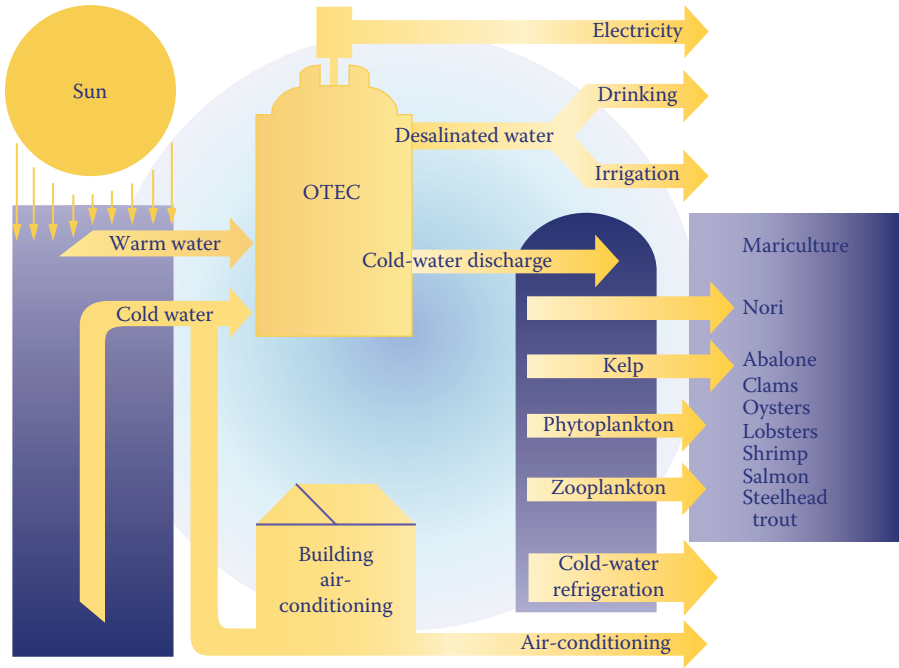 Sun
Electricity
Drinking
Desalinated water
Irrigation
OTEC
Warm water
Cold-water discharge
Mariculture
Cold water
Nori
Kelp
Abalone
Clams
Oysters
Phytoplankton
Lobsters
Shrimp
Zooplankton
Salmon
Steelhead
trout
Building
air-
conditioning
Cold-water
refrigeration
Air-conditioning